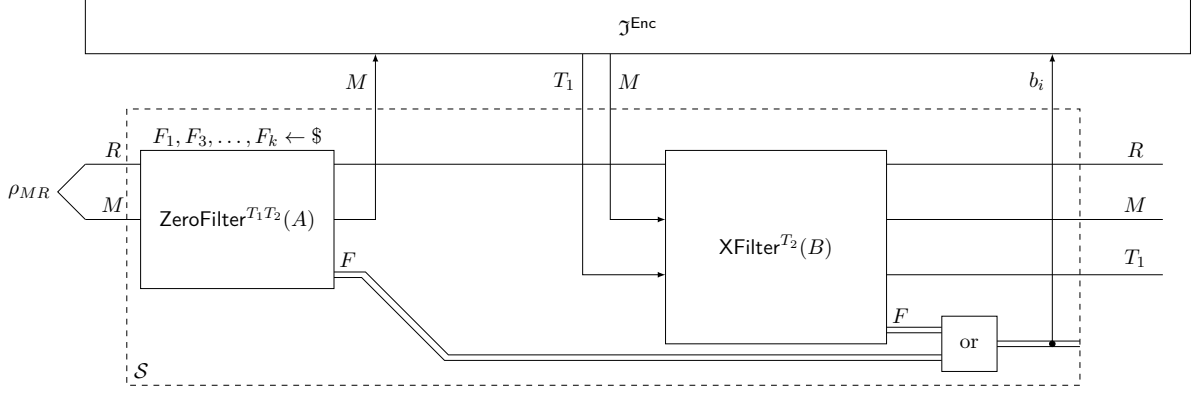 ℑ^Enc
M
T₁
M
b_i
F₁, F₃, …, F_k ← $
R
R
ρ_MR
M
ZeroFilter^{T₁T₂}(A)
XFilter^{T₂}(B)
M
T₁
F
F
or
𝒮